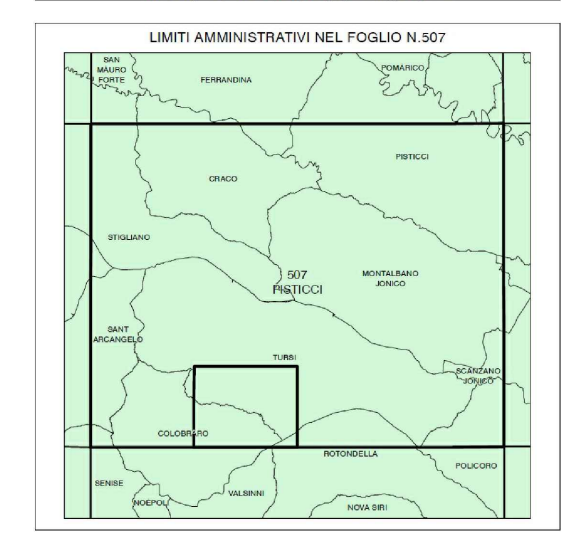 LIMITI AMMINISTRATIVI NEL FOGLIO N.507
SAN
MAURO
FORTE
FERRANDINA
POMARICO
PISTICCI
CRACO
STIGLIANO
507
PISTICCI
MONTALBANO
JONICO
SANT
ARCANGELO
TURSI
SCANZANO
JONICO
COLOBRARO
ROTONDELLA
POLICORO
SENISE
NOEPOLI
VALSINNI
NOVA SIRI